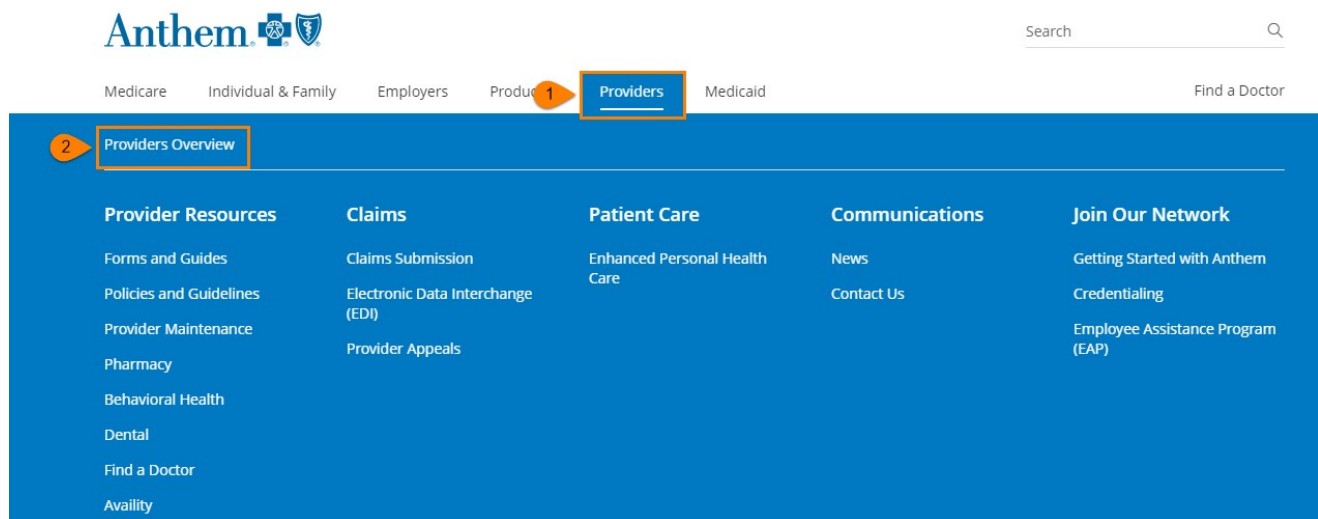 Anthem
Search
Medicare Individual & Family Employers Produc 1 Providers Medicaid Find a Doctor
2 Providers Overview
Provider Resources
Forms and Guides
Policies and Guidelines
Provider Maintenance
Pharmacy
Behavioral Health
Dental
Find a Doctor
Availity
Claims
Claims Submission
Electronic Data Interchange
(EDI)
Provider Appeals
Patient Care
Enhanced Personal Health
Care
Communications
News
Contact Us
Join Our Network
Getting Started with Anthem
Credentialing
Employee Assistance Program
(EAP)